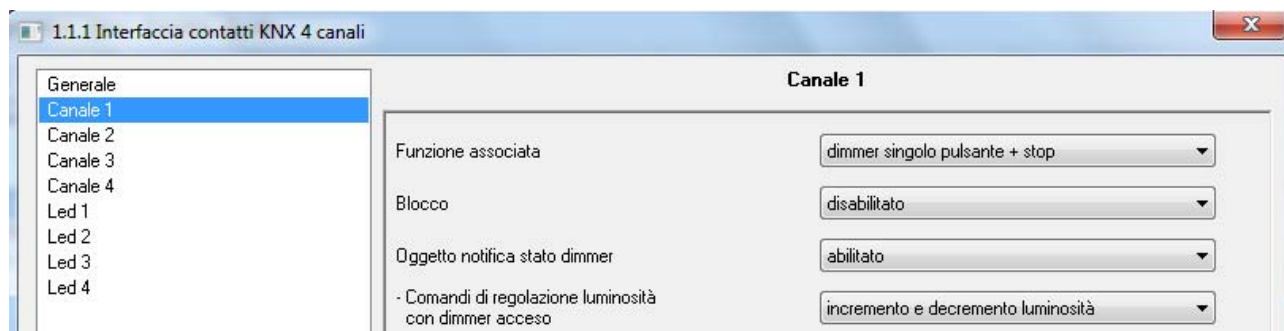 1.1.1 Interfaccia contatti KNX 4 canali
Generale
Canale 1
Canale 2
Canale 3
Canale 4
Led 1
Led 2
Led 3
Led 4
Canale 1
Funzione associata
dimmer singolo pulsante + stop
Blocco
disabilitato
Oggetto notifica stato dimmer
abilitato
- Comandi di regolazione luminosità
con dimmer acceso
incremento e decremento luminosità